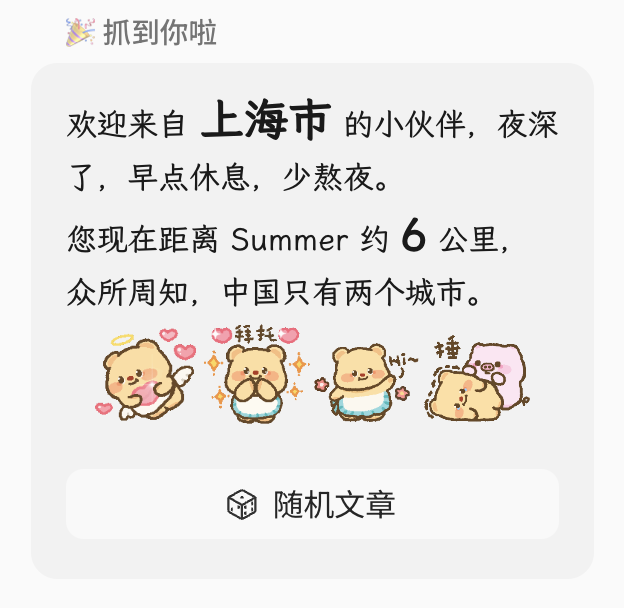 🎉 抓到你啦
欢迎来自 上海市 的小伙伴，夜深
了，早点休息，少熬夜。
您现在距离 Summer 约 6 公里，
众所周知，中国只有两个城市。
拜托
Hi~
捶
随机文章